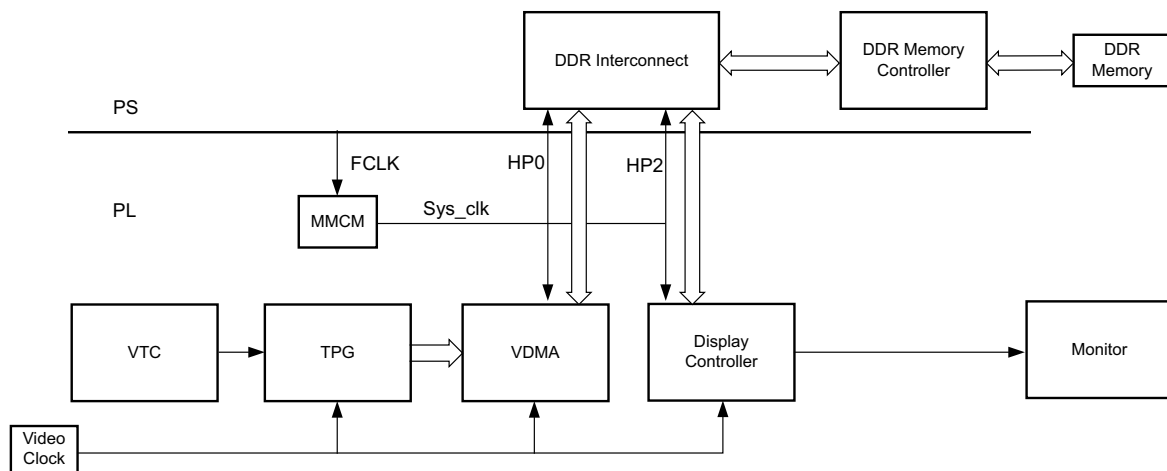 DDR Interconnect
DDR Memory
Controller
DDR
Memory
PS
FCLK
HP0
HP2
PL
MMCM
Sys_clk
VTC
TPG
VDMA
Display
Controller
Monitor
Video
Clock